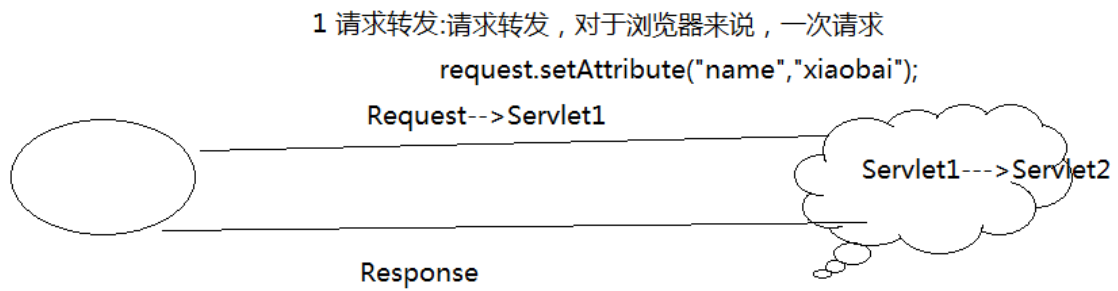 1 请求转发:请求转发，对于浏览器来说，一次请求
request.setAttribute("name","xiaobai");
Request-->Servlet1
Servlet1--->Servlet2
Response